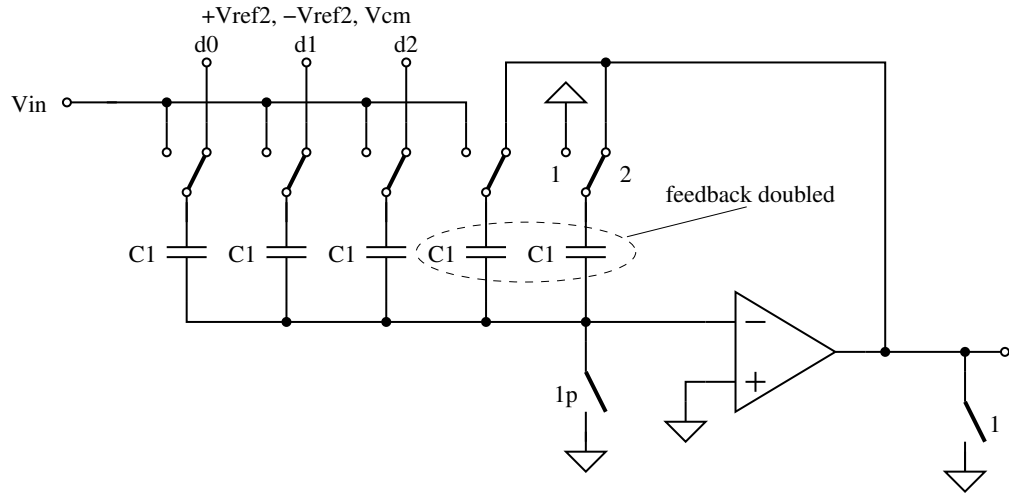 +Vref2, −Vref2, Vcm
d0 d1 d2
Vin
1 2
feedback doubled
C1 C1 C1 C1 C1
1p
1